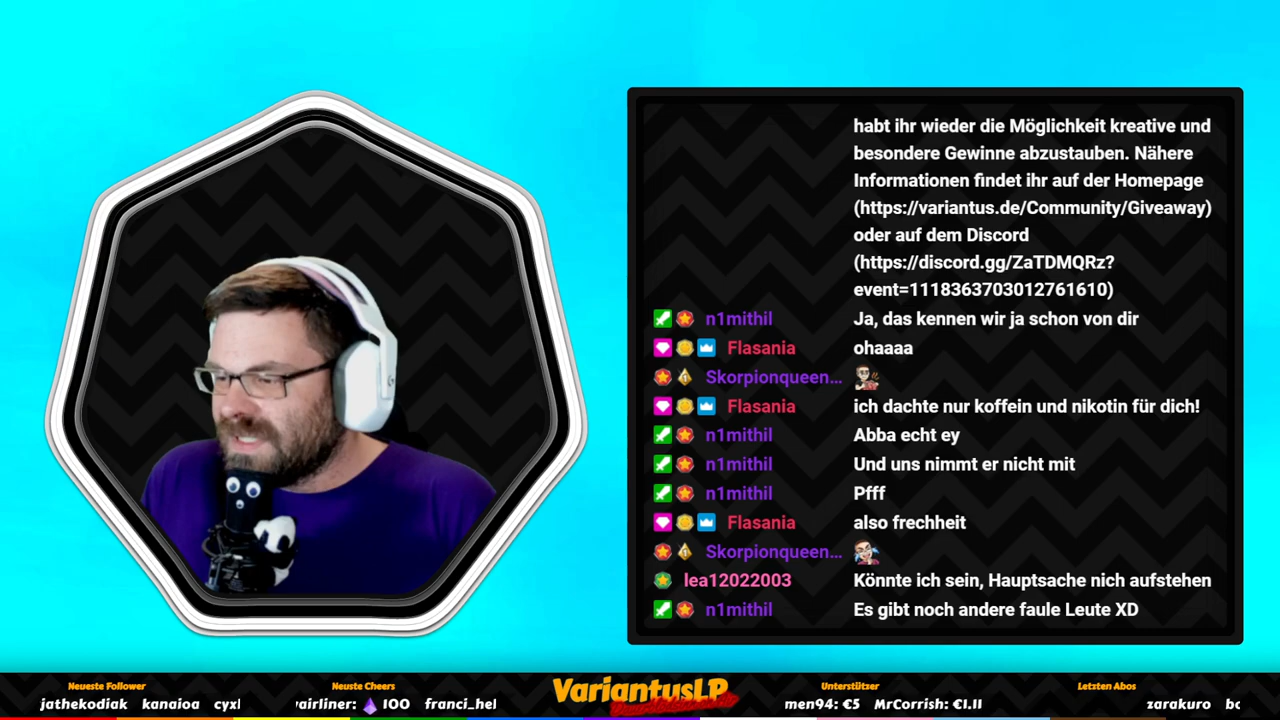 habt ihr wieder die Möglichkeit kreative und
besondere Gewinne abzustauben. Nähere
Informationen findet ihr auf der Homepage
(https://variantus.de/Community/Giveaway)
oder auf dem Discord
(https://discord.gg/ZaTDMQRz?
event=1118363703012761610)
n1mithil Ja, das kennen wir ja schon von dir
Flasania ohaaaa
Skorpionqueen...
Flasania ich dachte nur koffein und nikotin für dich!
n1mithil Abba echt ey
n1mithil Und uns nimmt er nicht mit
n1mithil Pfff
Flasania also frechheit
Skorpionqueen...
lea12022003 Könnte ich sein, Hauptsache nich aufstehen
n1mithil Es gibt noch andere faule Leute XD
Neueste Follower
jathekodiak kanaioa cyxl
Neuste Cheers
airliner: 100 franci_hel
VariantusLP
Unterstützer
men94: €5 MrCorrish: €1.11
Letzten Abos
zarakuro bc